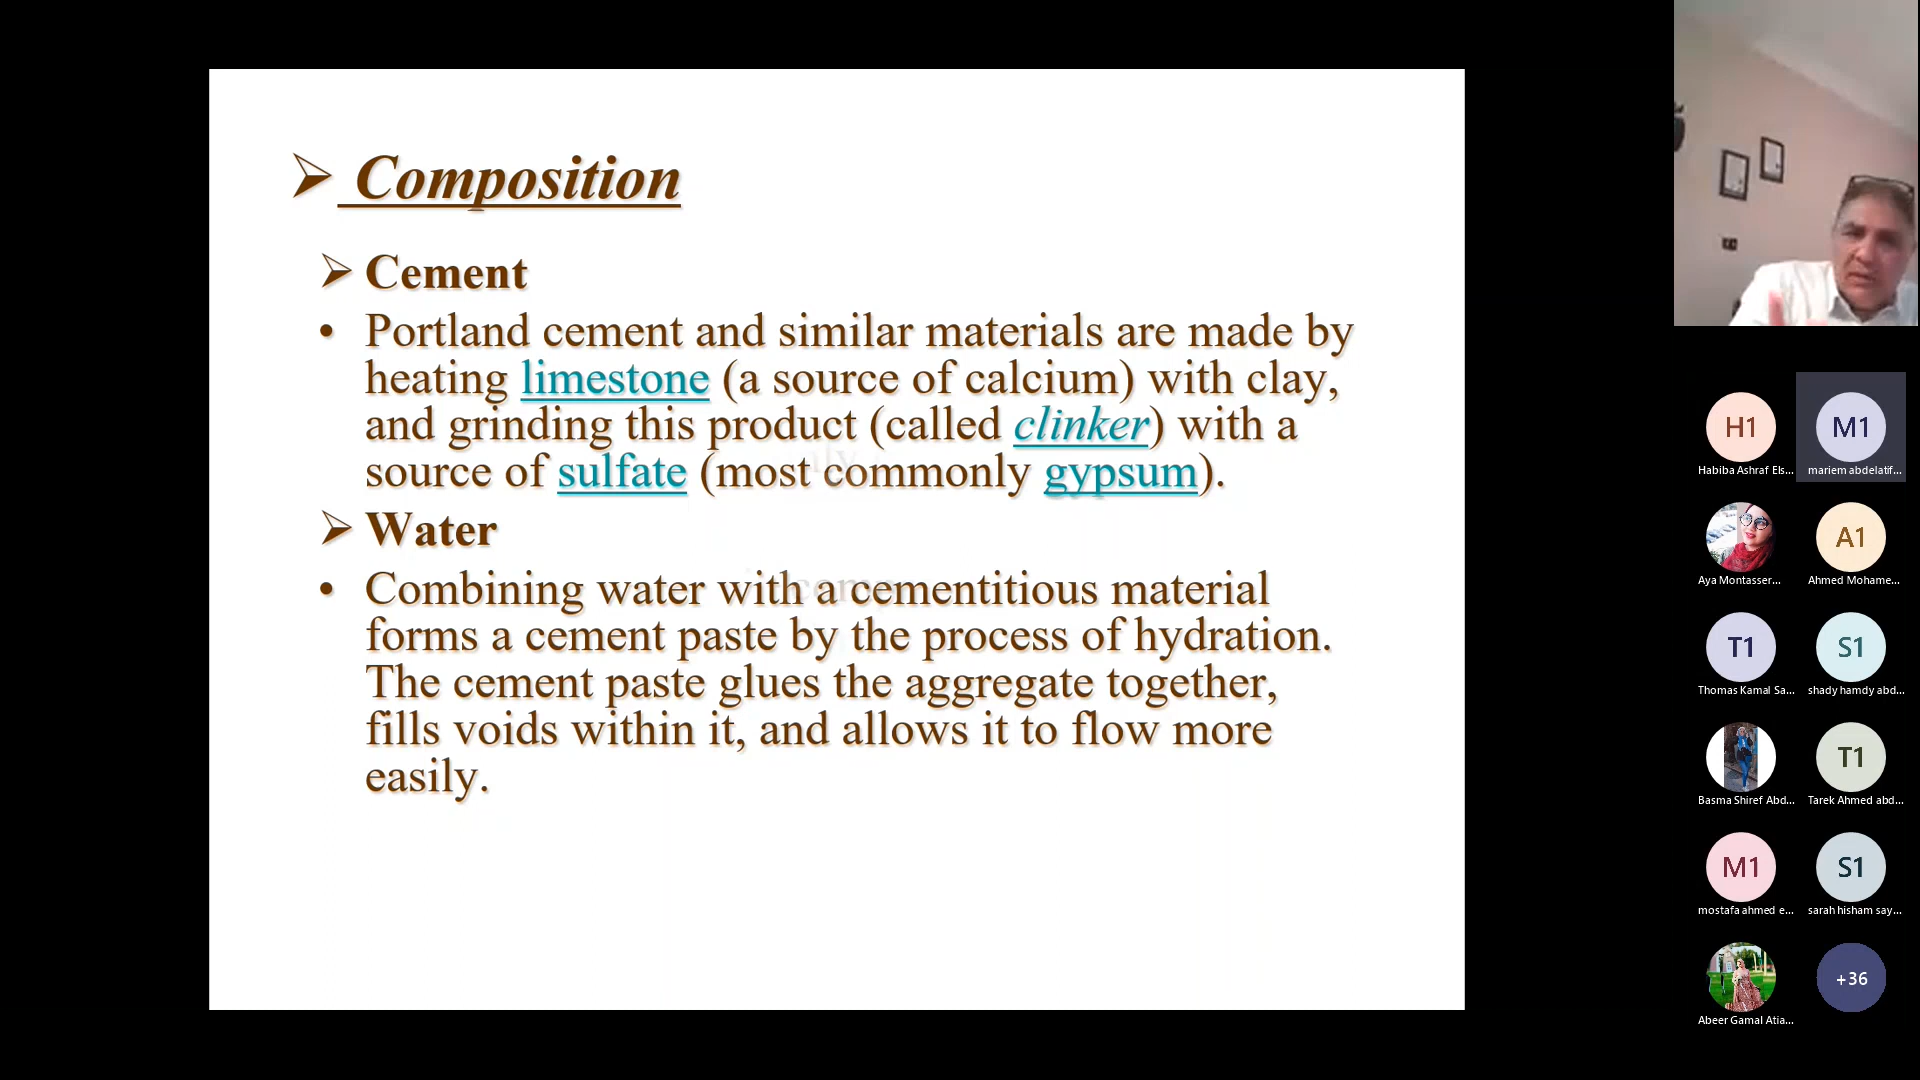 Composition
Cement
• Portland cement and similar materials are made by
heating limestone (a source of calcium) with clay,
and grinding this product (called clinker) with a
source of sulfate (most commonly gypsum).
Water
• Combining water with a cementitious material
forms a cement paste by the process of hydration.
The cement paste glues the aggregate together,
fills voids within it, and allows it to flow more
easily.
H1
Habiba Ashraf Els...
M1
mariem abdelatif...
Aya Montasser...
A1
Ahmed Mohame...
T1
Thomas Kamal Sa...
S1
shady hamdy abd...
Basma Shiref Abd...
T1
Tarek Ahmed abd...
M1
mostafa ahmed e...
S1
sarah hisham say...
Abeer Gamal Atia...
+36